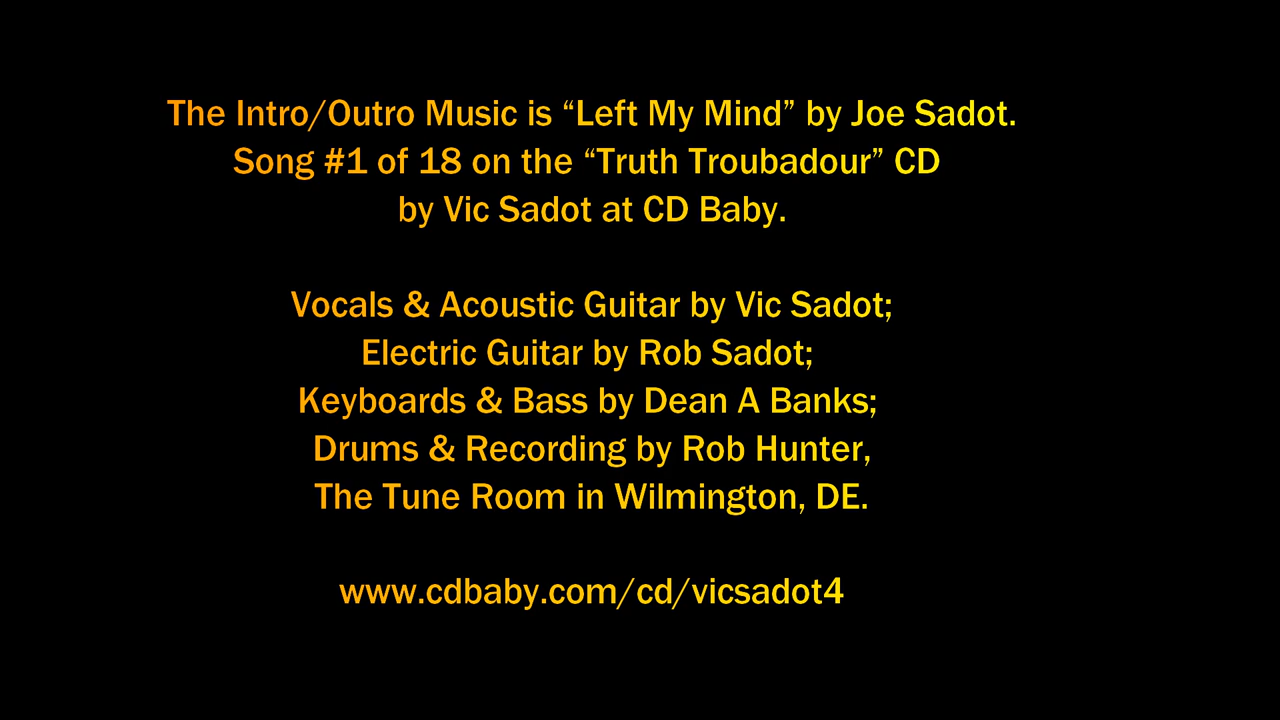 The Intro/Outro Music is “Left My Mind” by Joe Sadot.
Song #1 of 18 on the “Truth Troubadour” CD
by Vic Sadot at CD Baby.
Vocals & Acoustic Guitar by Vic Sadot;
Electric Guitar by Rob Sadot;
Keyboards & Bass by Dean A Banks;
Drums & Recording by Rob Hunter,
The Tune Room in Wilmington, DE.
www.cdbaby.com/cd/vicsadot4